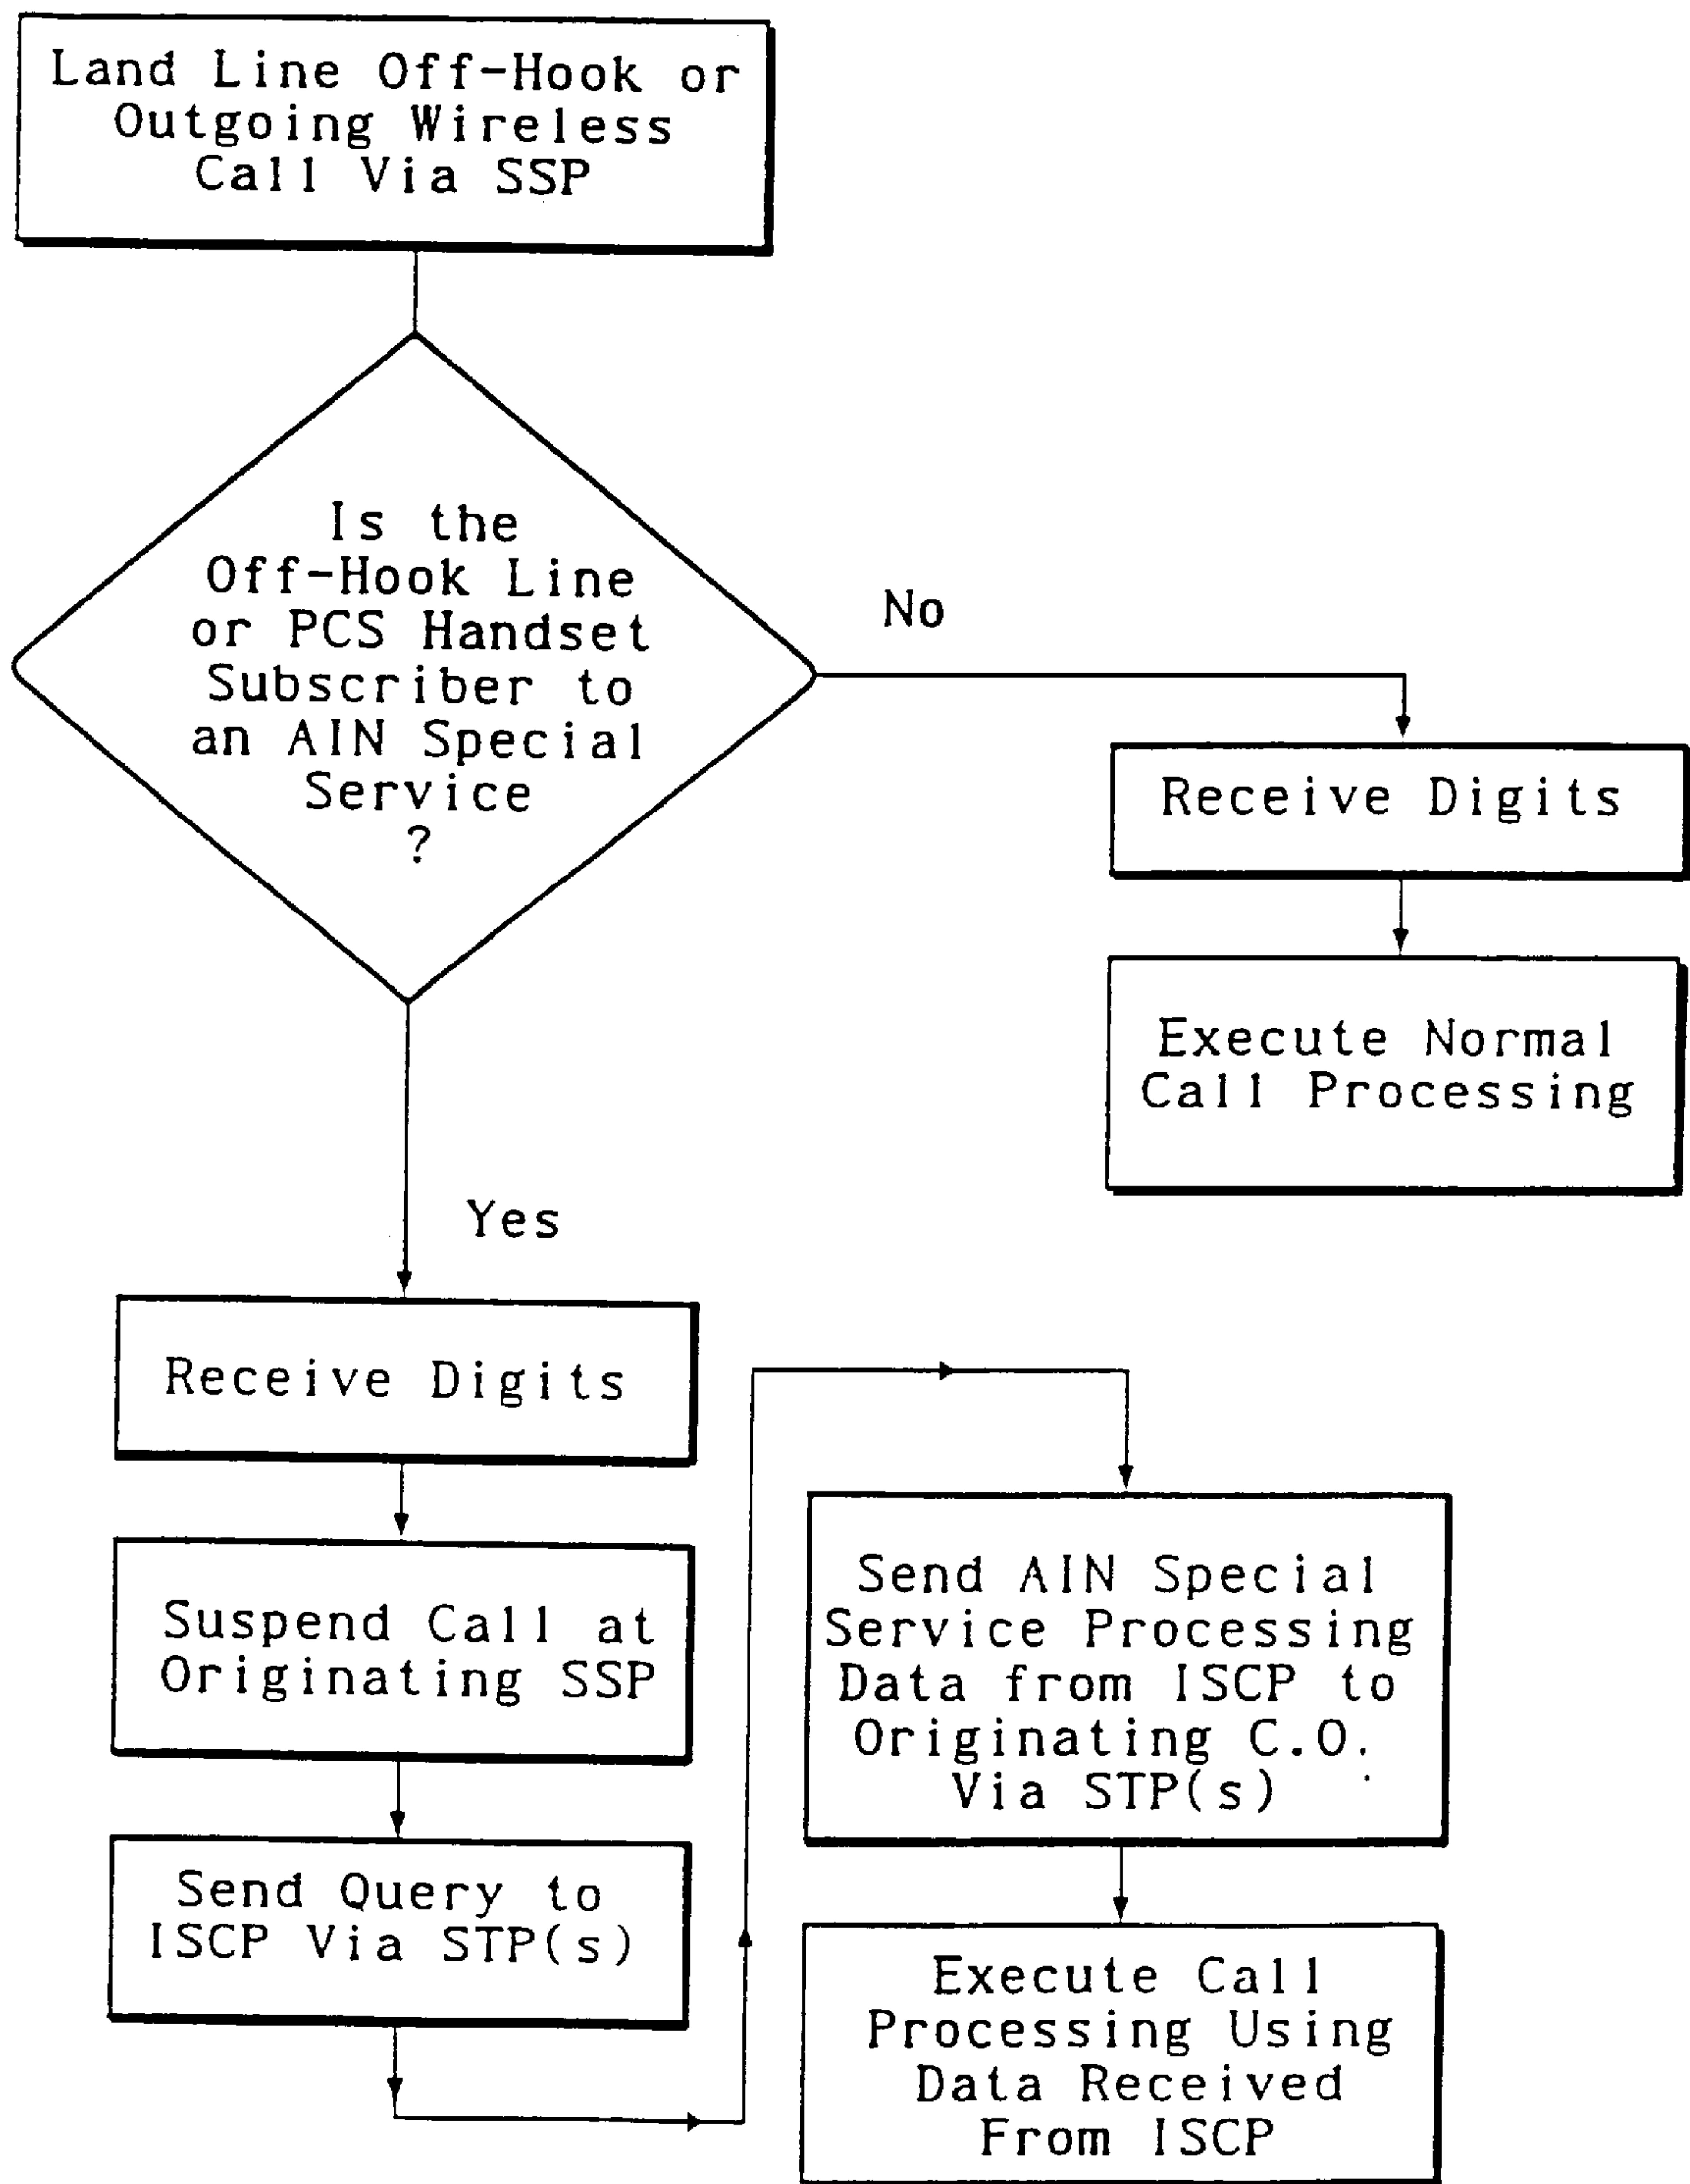 Land Line Off-Hook or
Outgoing Wireless
Call Via SSP
Is the
Off-Hook Line
or PCS Handset
Subscriber to
an AIN Special
Service
?
No
Receive Digits
Execute Normal
Call Processing
Yes
Receive Digits
Suspend Call at
Originating SSP
Send Query to
ISCP Via STP(s)
Send AIN Special
Service Processing
Data from ISCP to
Originating C.O.
Via STP(s)
Execute Call
Processing Using
Data Received
From ISCP